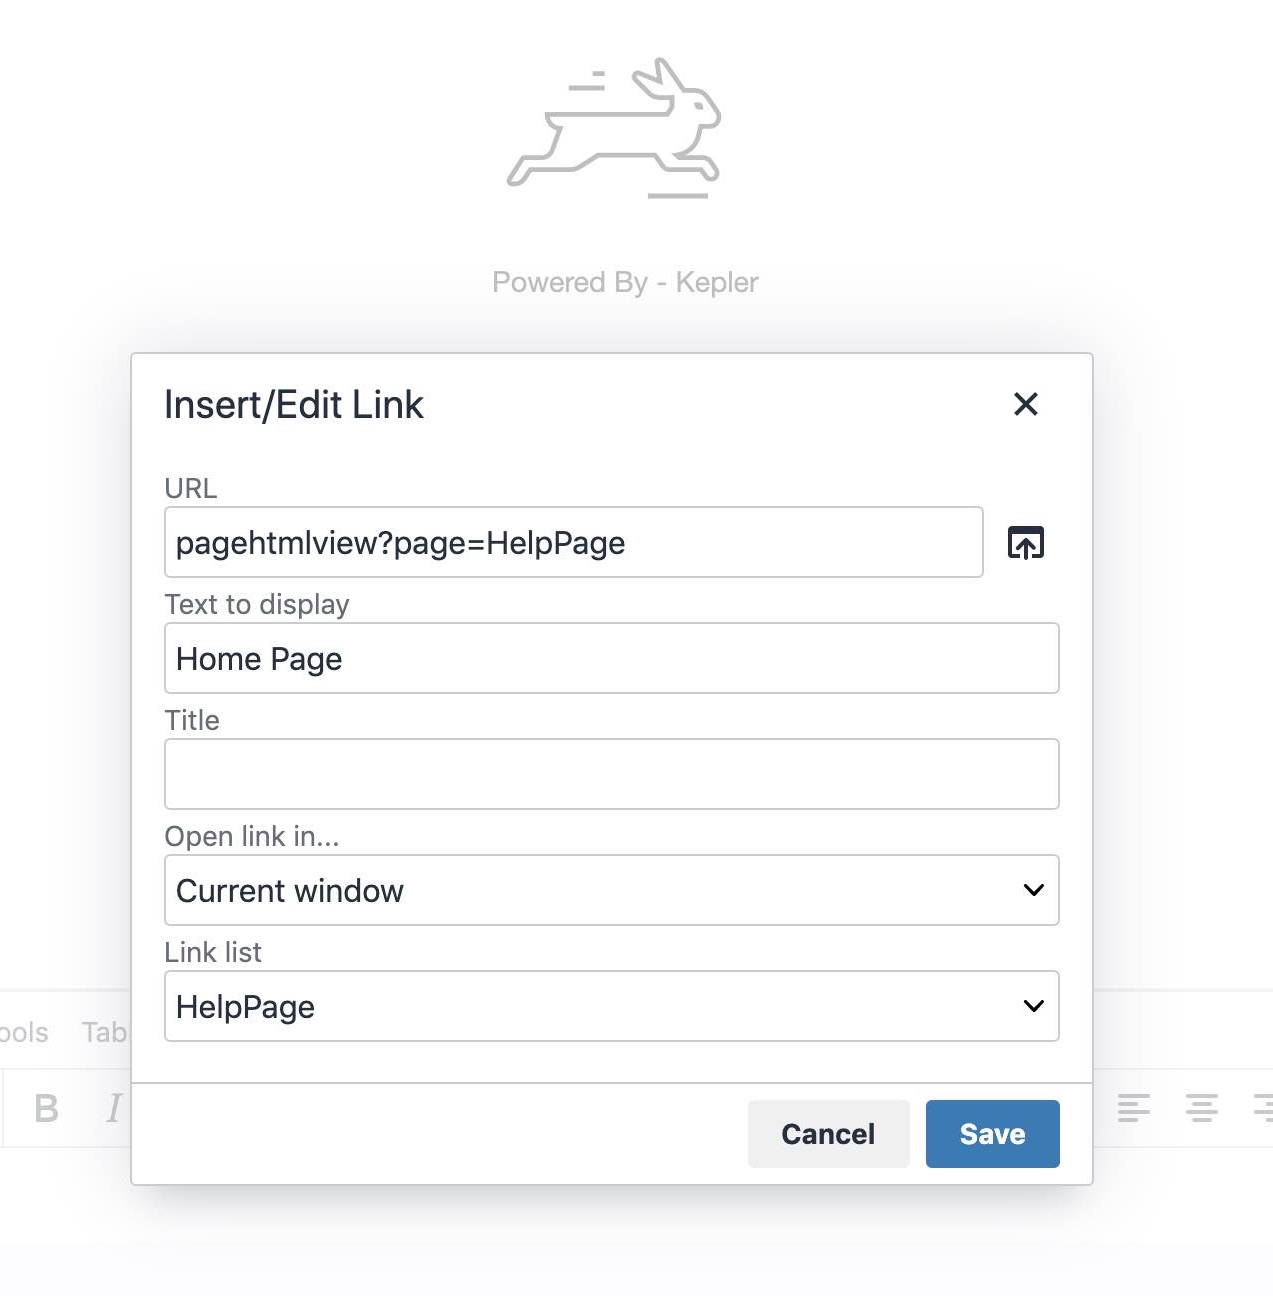 Powered By - Kepler
Insert/Edit Link
URL
pagehtmlview?page=HelpPage
Text to display
Home Page
Title
Open link in...
Current window
Link list
HelpPage
ools Tab
B I
Cancel Save